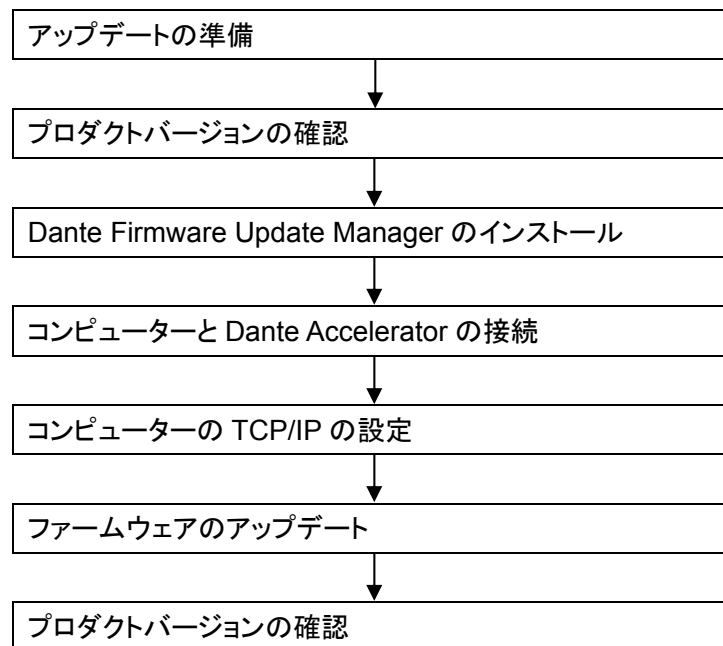 アップデートの準備
プロダクトバージョンの確認
Dante Firmware Update Manager のインストール
コンピューターと Dante Accelerator の接続
コンピューターの TCP/IP の設定
ファームウェアのアップデート
プロダクトバージョンの確認